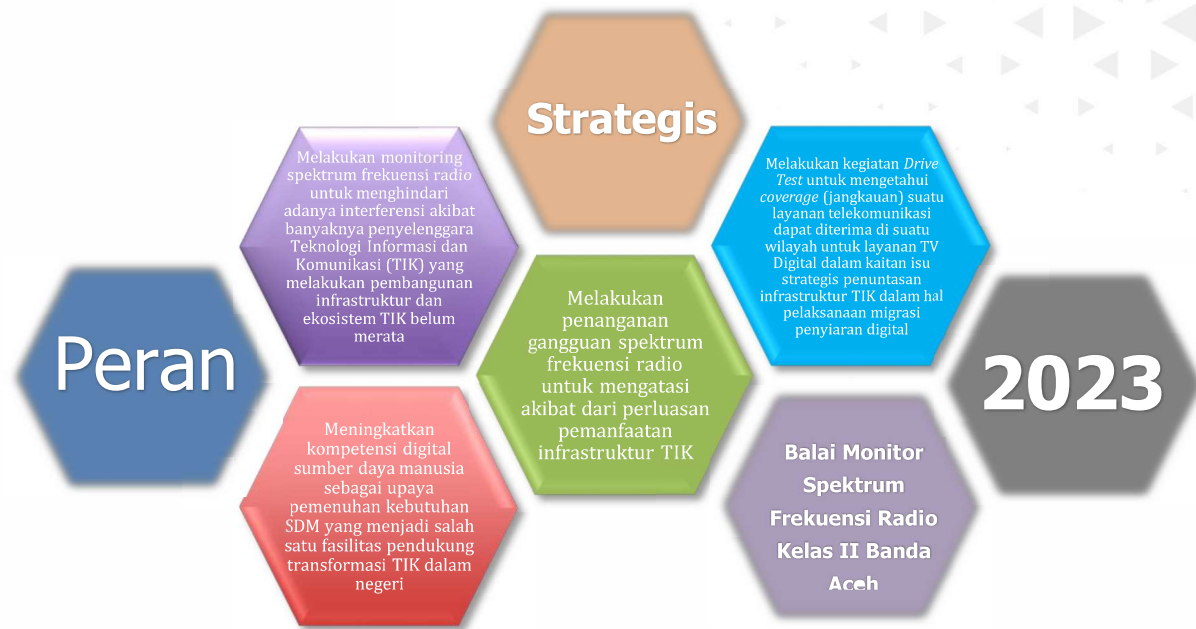 Peran
Strategis
2023
Balai Monitor
Spektrum
Frekuensi Radio
Kelas II Banda
Aceh
Melakukan monitoring
spektrum frekuensi radio
untuk menghindari
adanya interferensi akibat
banyaknya penyelenggara
Teknologi Informasi dan
Komunikasi (TIK) yang
melakukan pembangunan
infrastruktur dan
ekosistem TIK belum
merata
Meningkatkan
kompetensi digital
sumber daya manusia
sebagai upaya
pemenuhan kebutuhan
SDM yang menjadi salah
satu fasilitas pendukung
transformasi TIK dalam
negeri
Melakukan
penanganan
gangguan spektrum
frekuensi radio
untuk mengatasi
akibat dari perluasan
pemanfaatan
infrastruktur TIK
Melakukan kegiatan Drive
Test untuk mengetahui
coverage (jangkauan) suatu
layanan telekomunikasi
dapat diterima di suatu
wilayah untuk layanan TV
Digital dalam kaitan isu
strategis penuntasan
infrastruktur TIK dalam hal
pelaksanaan migrasi
penyiaran digital